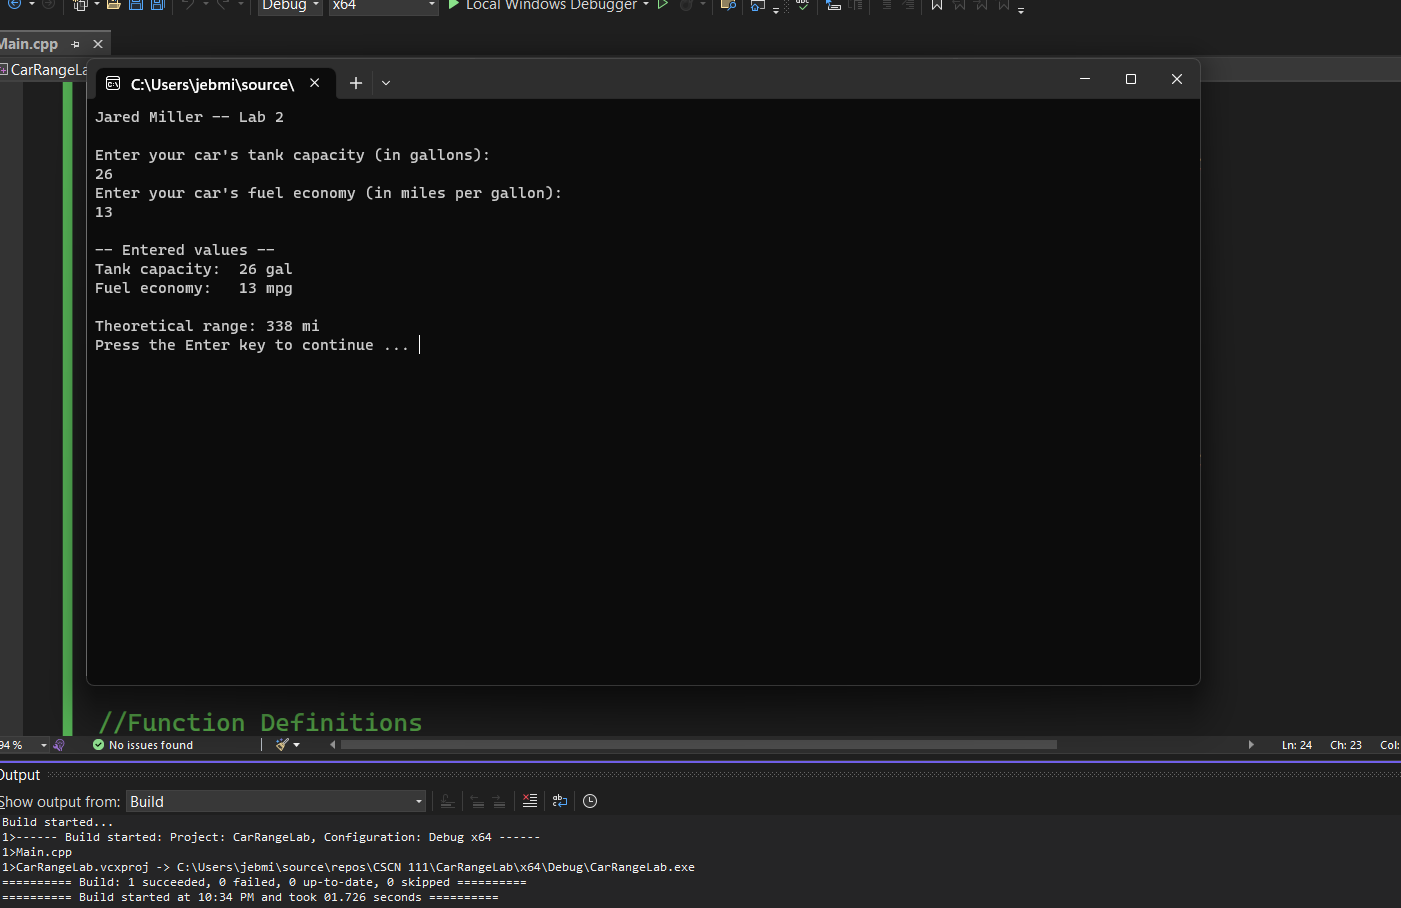 Debug x64 Local Windows Debugger
Main.cpp
CarRangeLa
C:\Users\jebmi\source\
Jared Miller -- Lab 2
Enter your car's tank capacity (in gallons):
26
Enter your car's fuel economy (in miles per gallon):
13
-- Entered values --
Tank capacity:  26 gal
Fuel economy:   13 mpg
Theoretical range: 338 mi
Press the Enter key to continue ...
//Function Definitions
94 % No issues found Ln: 24 Ch: 23 Col:
Output
Show output from: Build
Build started...
1>------ Build started: Project: CarRangeLab, Configuration: Debug x64 ------
1>Main.cpp
1>CarRangeLab.vcxproj -> C:\Users\jebmi\source\repos\CSCN 111\CarRangeLab\x64\Debug\CarRangeLab.exe
========== Build: 1 succeeded, 0 failed, 0 up-to-date, 0 skipped ==========
========== Build started at 10:34 PM and took 01.726 seconds ==========